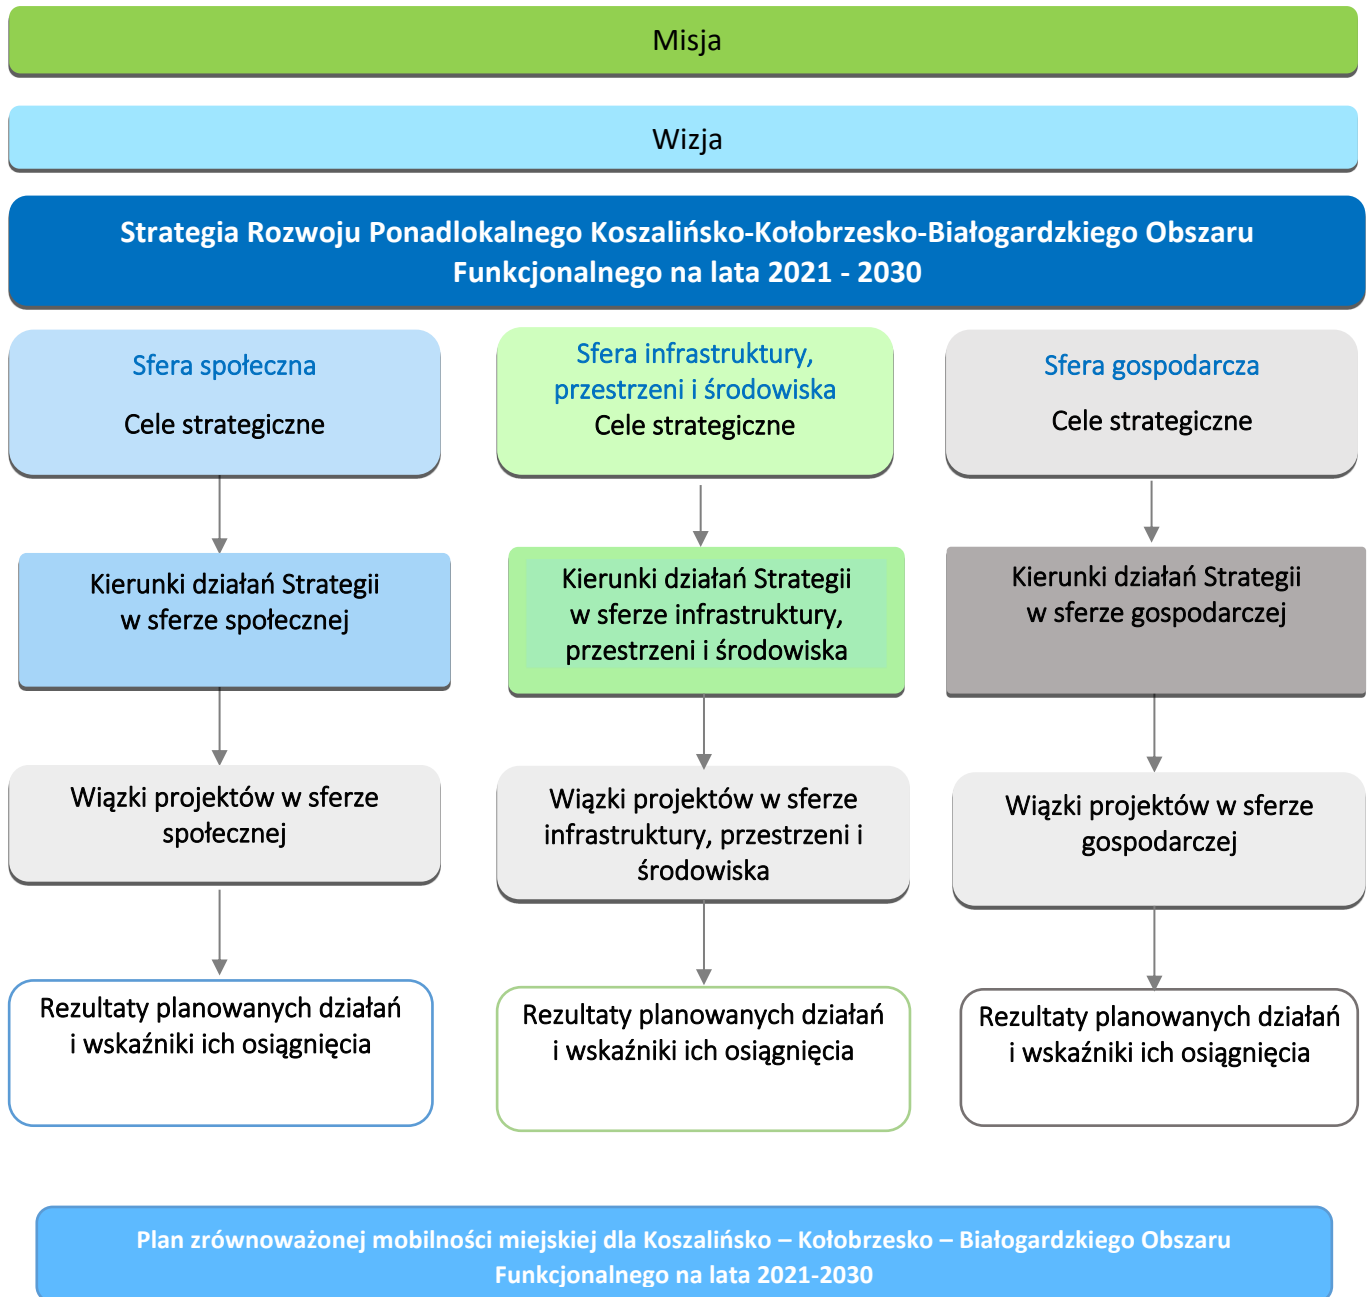 Misja
Wizja
Strategia Rozwoju Ponadlokalnego Koszalińsko-Kołobrzesko-Białogardzkiego Obszaru
Funkcjonalnego na lata 2021 - 2030
Sfera społeczna
Cele strategiczne
Sfera infrastruktury,
przestrzeni i środowiska
Cele strategiczne
Sfera gospodarcza
Cele strategiczne
Kierunki działań Strategii
w sferze społecznej
Kierunki działań Strategii
w sferze infrastruktury,
przestrzeni i środowiska
Kierunki działań Strategii
w sferze gospodarczej
Wiązki projektów w sferze
społecznej
Wiązki projektów w sferze
infrastruktury, przestrzeni i
środowiska
Wiązki projektów w sferze
gospodarczej
Rezultaty planowanych działań
i wskaźniki ich osiągnięcia
Rezultaty planowanych działań
i wskaźniki ich osiągnięcia
Rezultaty planowanych działań
i wskaźniki ich osiągnięcia
Plan zrównoważonej mobilności miejskiej dla Koszalińsko – Kołobrzesko – Białogardzkiego Obszaru
Funkcjonalnego na lata 2021-2030